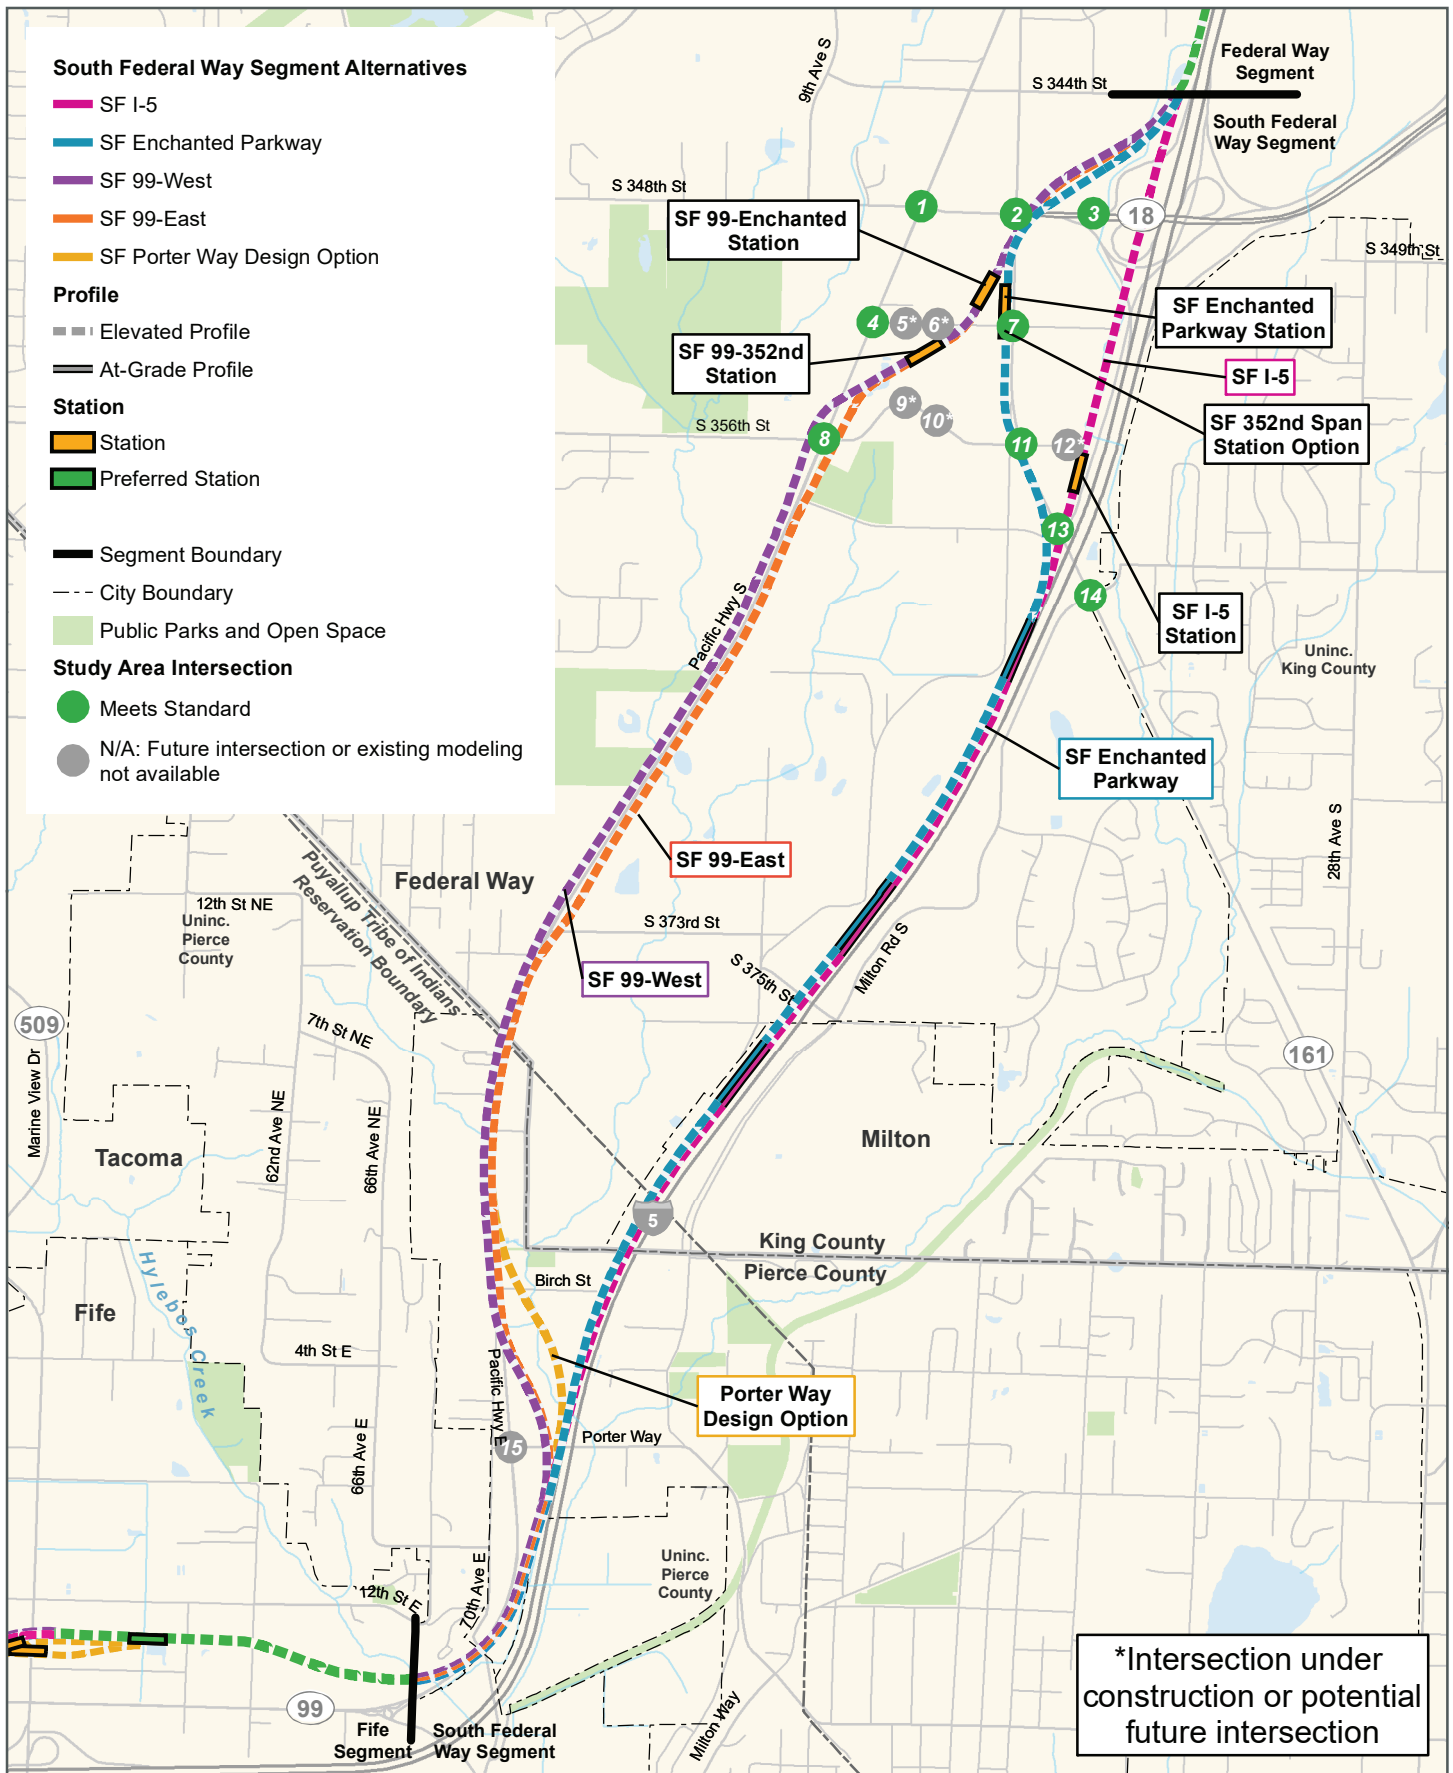 South Federal Way Segment Alternatives
SF I-5
SF Enchanted Parkway
SF 99-West
SF 99-East
SF Porter Way Design Option
Profile
Elevated Profile
At-Grade Profile
Station
Station
Preferred Station
Segment Boundary
City Boundary
Public Parks and Open Space
Study Area Intersection
Meets Standard
N/A: Future intersection or existing modeling
not available
9th Ave S
S 344th St
Federal Way
Segment
South Federal
Way Segment
S 348th St
1
2
3
18
S 349th St
SF 99-Enchanted
Station
SF Enchanted
Parkway Station
4
5*
6*
7
SF 99-352nd
Station
SF I-5
SF 352nd Span
Station Option
9*
10*
S 356th St
8
11
12*
13
14
SF I-5
Station
Pacific Hwy S
Uninc.
King County
SF Enchanted
Parkway
28th Ave S
SF 99-East
Federal Way
Puyallup Tribe of Indians
Reservation Boundary
12th St NE
Uninc.
Pierce
County
S 373rd St
SF 99-West
S 375th St
Milton Rd S
509
7th St NE
161
Marine View Dr
62nd Ave NE
66th Ave NE
Tacoma
Milton
5
King County
Pierce County
Hylebos Creek
Birch St
Fife
4th St E
Pacific Hwy E
Porter Way
Design Option
66th Ave E
15
Porter Way
Uninc.
Pierce
County
12th St E
70th Ave E
99
Fife
Segment
South Federal
Way Segment
Milton Way
*Intersection under
construction or potential
future intersection